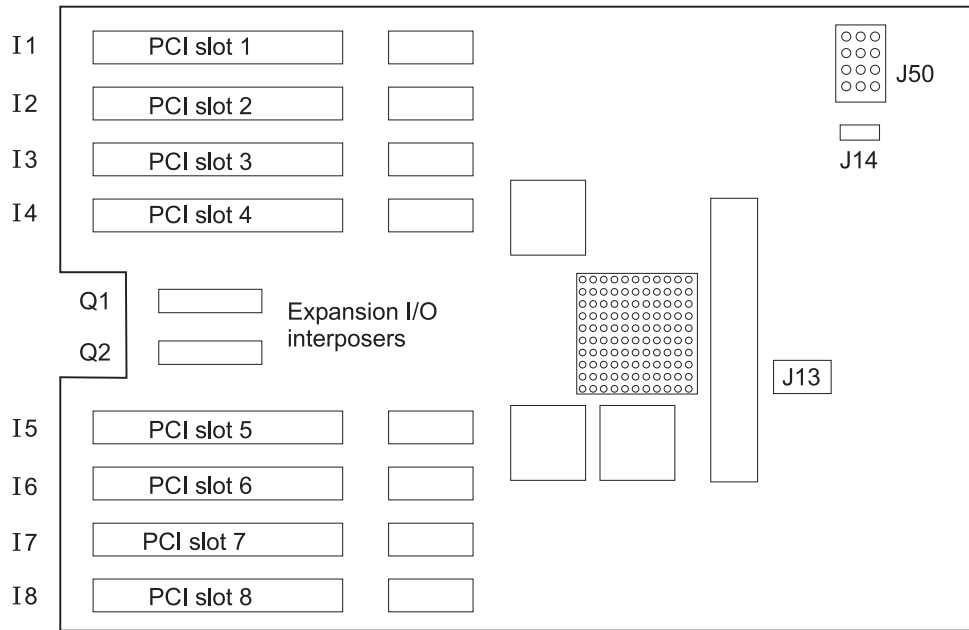 I1 PCI slot 1
J50
I2 PCI slot 2
I3 PCI slot 3
J14
I4 PCI slot 4
Q1
Expansion I/O
interposers
Q2
J13
I5 PCI slot 5
I6 PCI slot 6
I7 PCI slot 7
I8 PCI slot 8